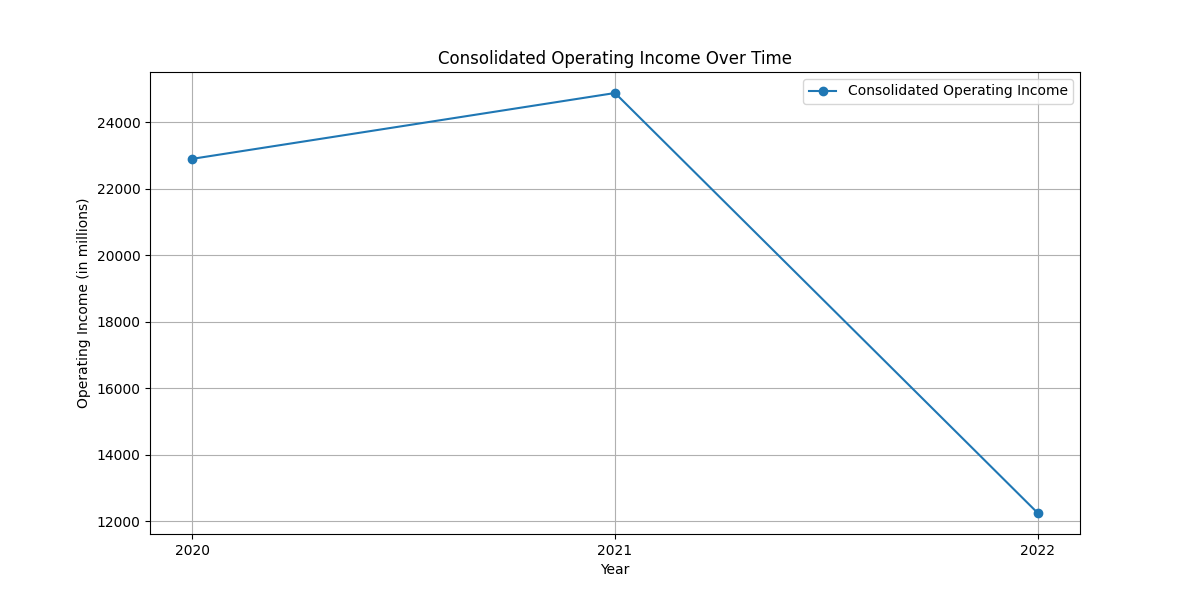 Consolidated Operating Income Over Time
Consolidated Operating Income
Operating Income (in millions)
24000
22000
20000
18000
16000
14000
12000
2020 2021 2022
Year